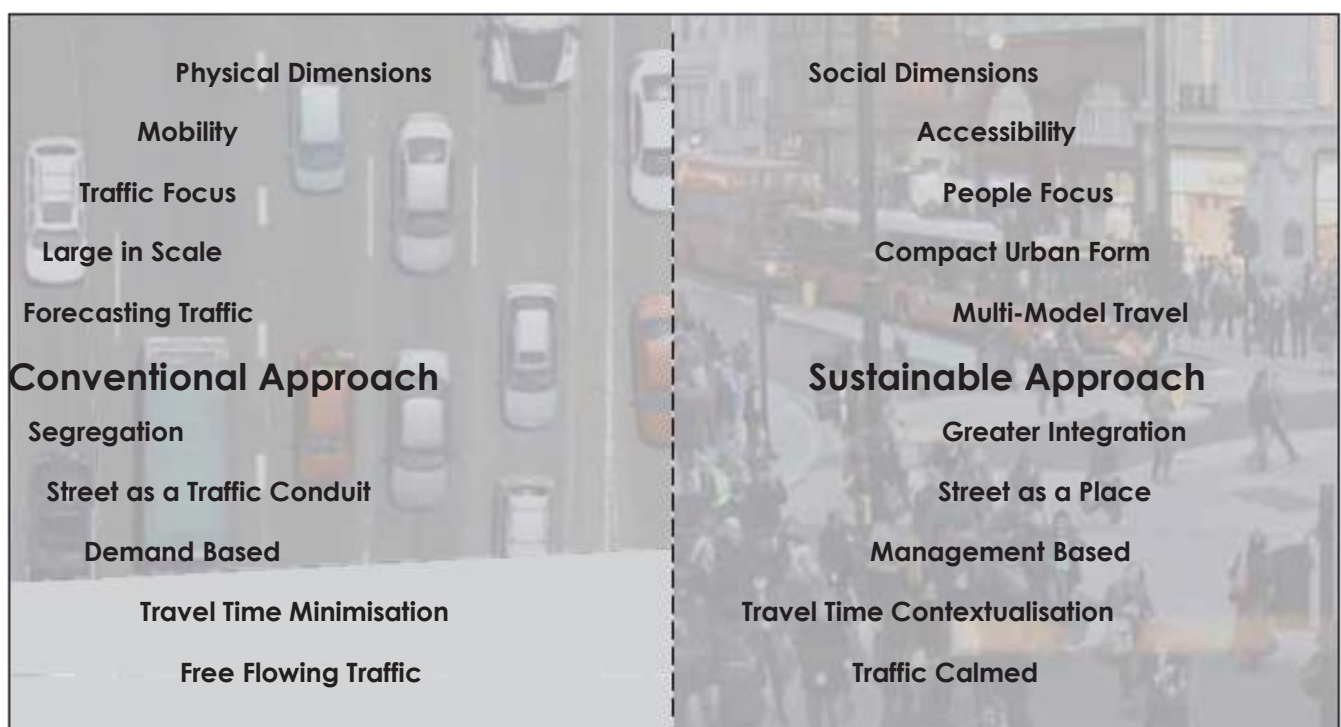 Physical Dimensions
Mobility
Traffic Focus
Large in Scale
Forecasting Traffic
Conventional Approach
Segregation
Street as a Traffic Conduit
Demand Based
Travel Time Minimisation
Free Flowing Traffic
Social Dimensions
Accessibility
People Focus
Compact Urban Form
Multi-Model Travel
Sustainable Approach
Greater Integration
Street as a Place
Management Based
Travel Time Contextualisation
Traffic Calmed